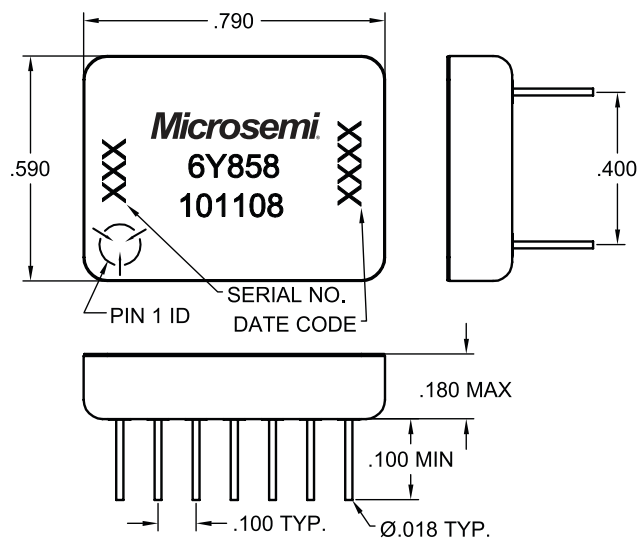 .790
.590
Microsemi
6Y858
101108
XXX
XXXX
.400
SERIAL NO.
PIN 1 ID
DATE CODE
.180 MAX
.100 MIN
.100 TYP.
Ø.018 TYP.